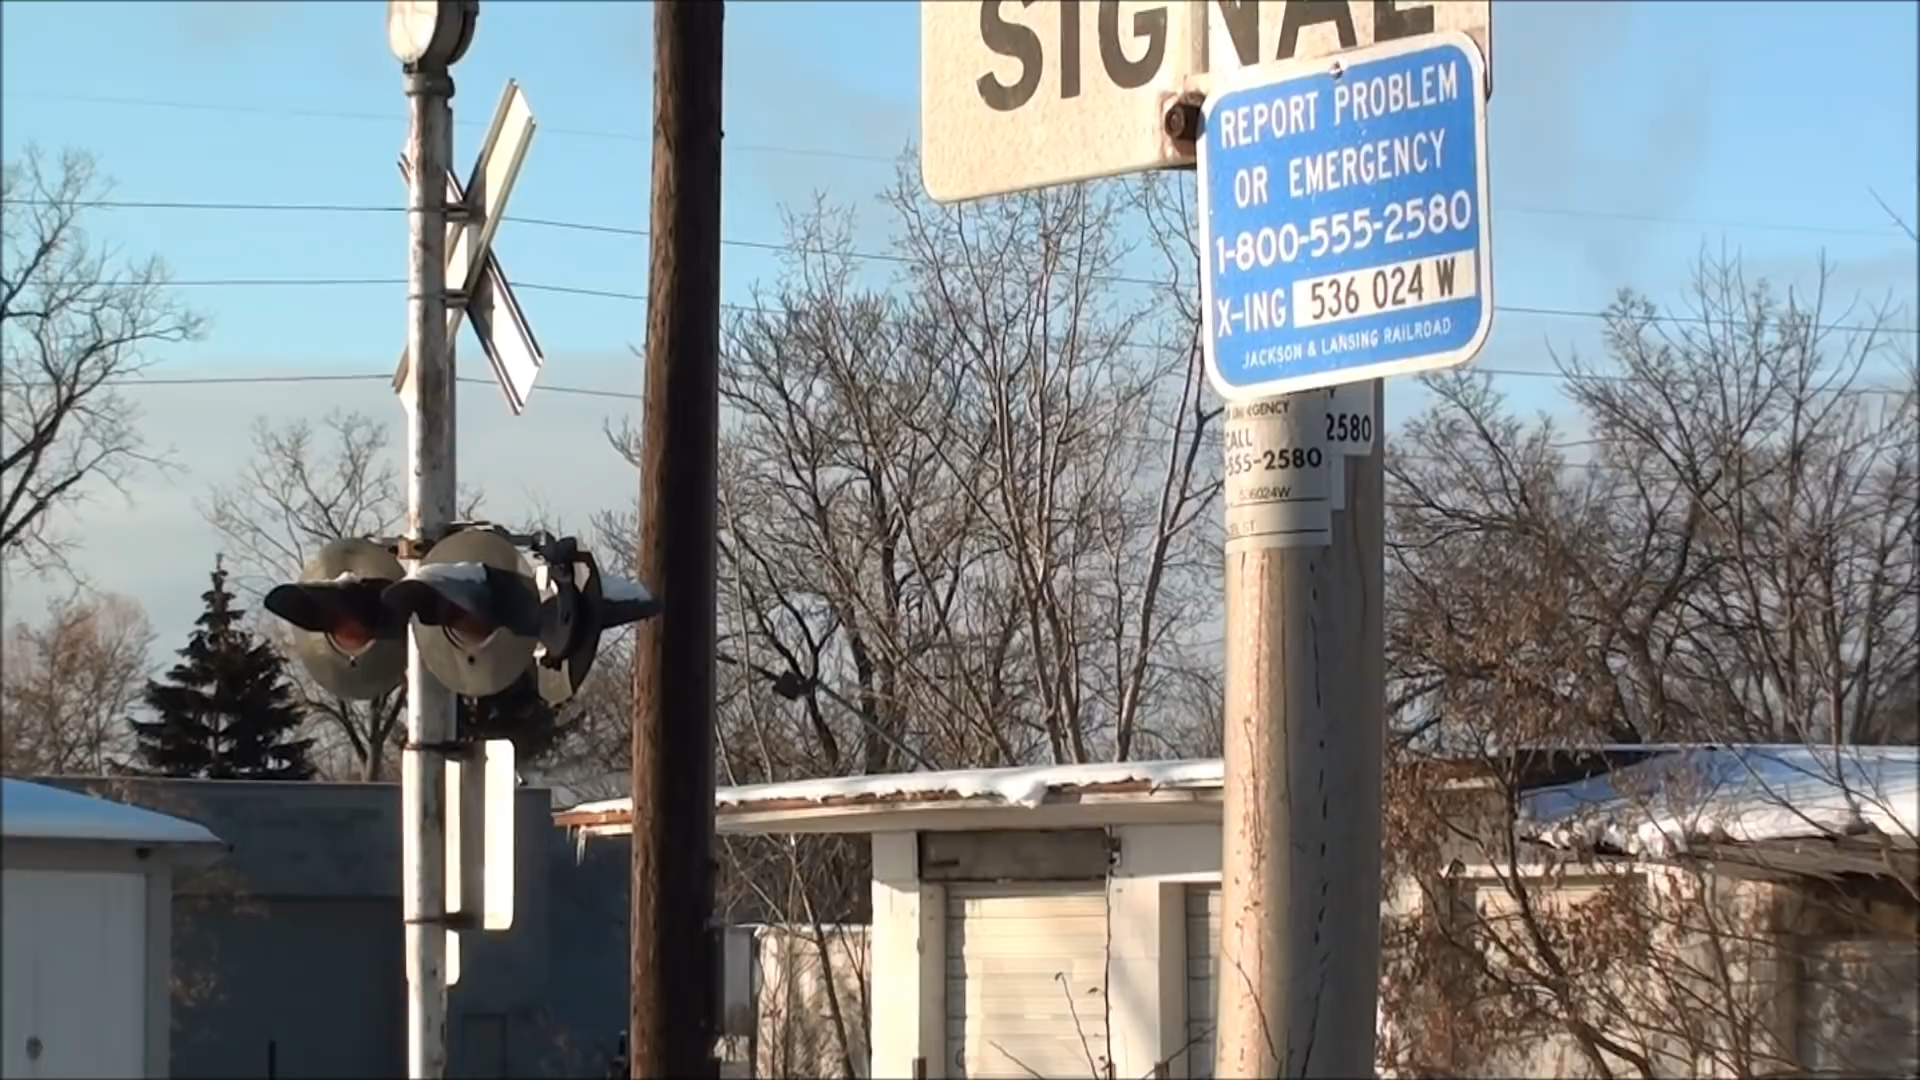 SIGNAL
REPORT PROBLEM
OR EMERGENCY
1-800-555-2580
X-ING 536 024 W
JACKSON & LANSING RAILROAD
2580
CALL
-555-2580
536024W
ST